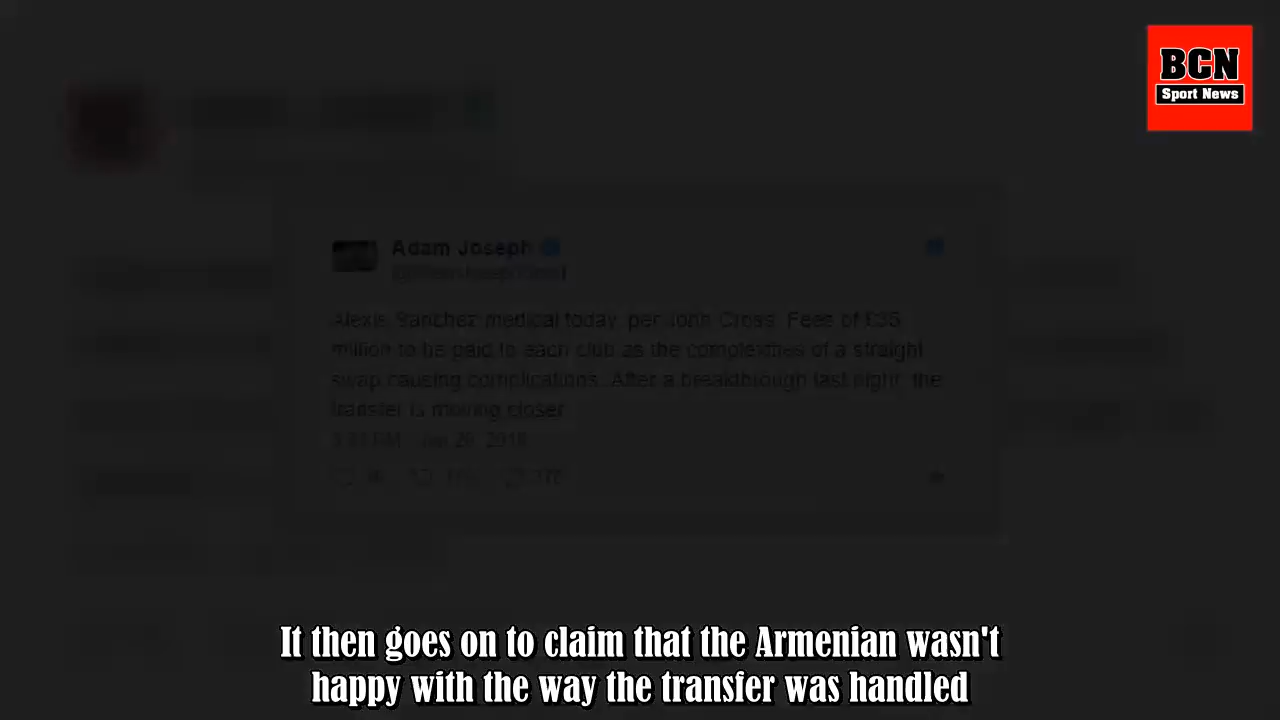 BCN
Sport News
Adam Joseph
Alexis Sanchez medical today, per John Cross. Fees of £35
million to be paid to each club as the complexities of a straight
swap causing complications. After a breakthrough last night, the
transfer is moving closer
It then goes on to claim that the Armenian wasn't
happy with the way the transfer was handled